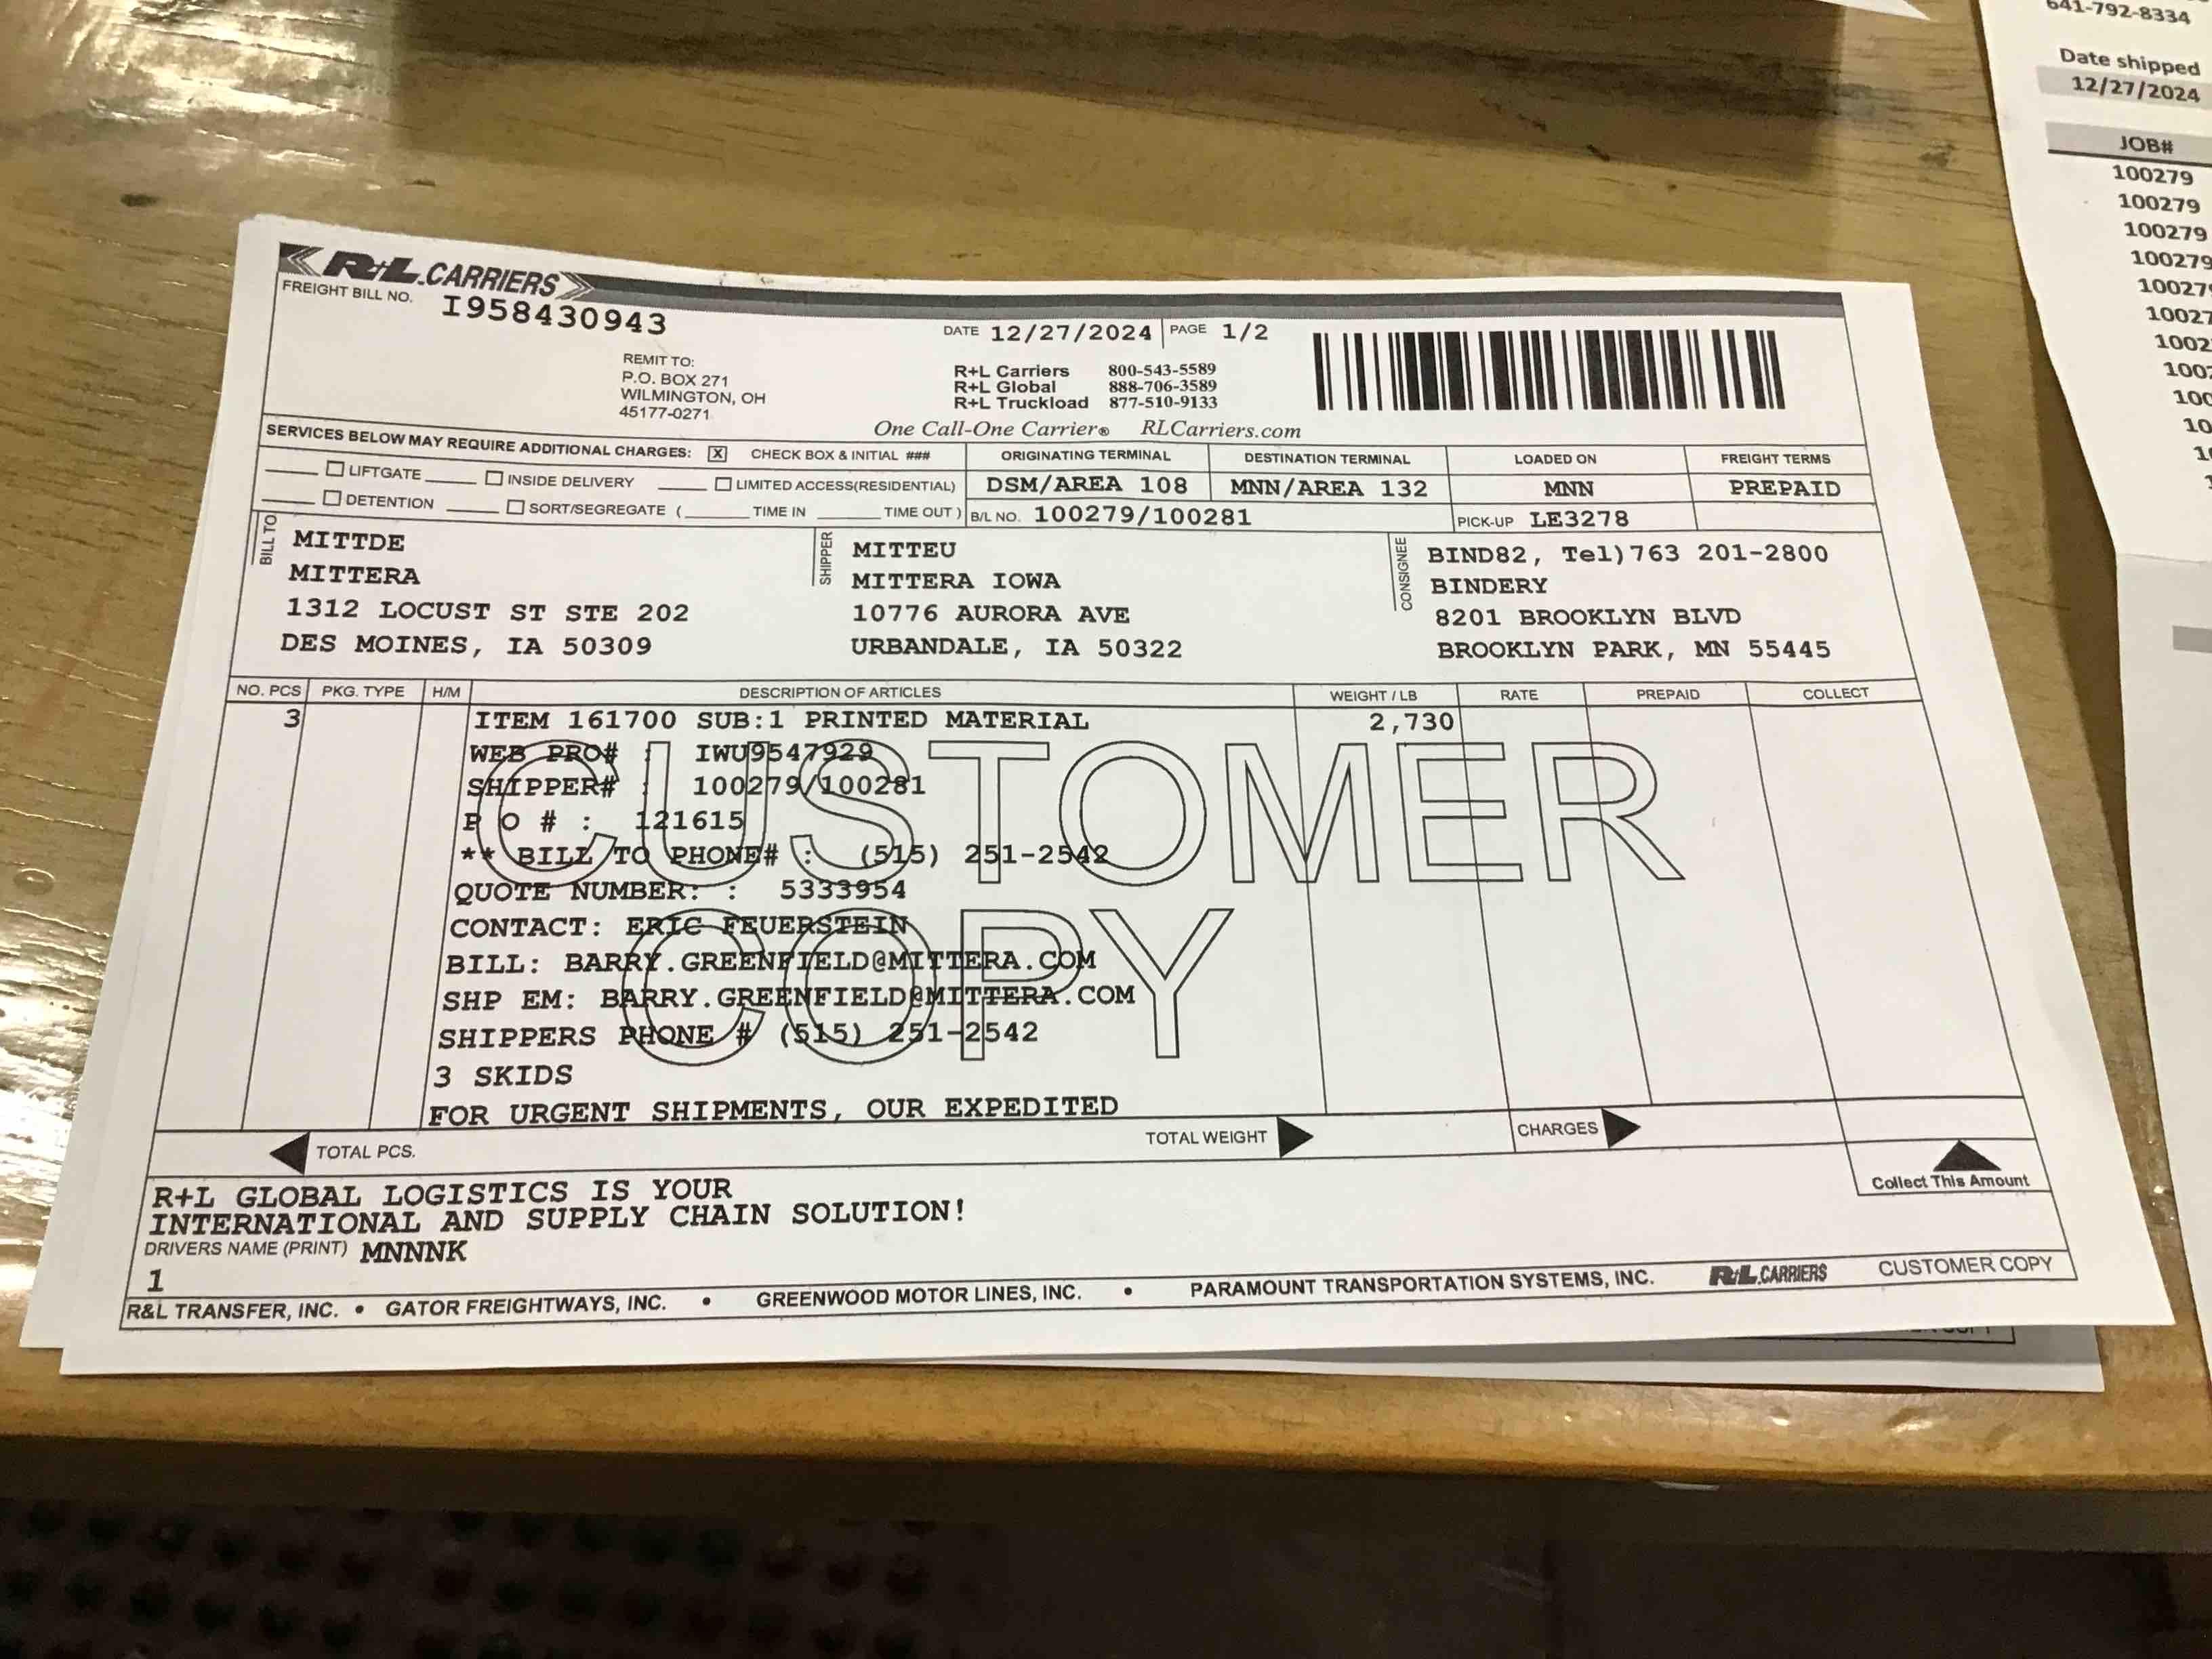 R+L CARRIERS
FREIGHT BILL NO. I958430943
DATE 12/27/2024 PAGE 1/2
REMIT TO:
P.O. BOX 271
WILMINGTON, OH
45177-0271
R+L Carriers 800-543-5589
R+L Global 888-706-3589
R+L Truckload 877-510-9133
One Call-One Carrier® RLCarriers.com
SERVICES BELOW MAY REQUIRE ADDITIONAL CHARGES: X CHECK BOX & INITIAL ###
LIFTGATE INSIDE DELIVERY LIMITED ACCESS(RESIDENTIAL)
DETENTION SORT/SEGREGATE ( TIME IN TIME OUT )
ORIGINATING TERMINAL DESTINATION TERMINAL LOADED ON FREIGHT TERMS
DSM/AREA 108 MNN/AREA 132 MNN PREPAID
B/L NO. 100279/100281 PICK-UP LE3278
BILL TO
MITTDE
MITTERA
1312 LOCUST ST STE 202
DES MOINES, IA 50309
SHIPPER
MITTEU
MITTERA IOWA
10776 AURORA AVE
URBANDALE, IA 50322
CONSIGNEE
BIND82, Tel)763 201-2800
BINDERY
8201 BROOKLYN BLVD
BROOKLYN PARK, MN 55445
NO. PCS PKG. TYPE H/M DESCRIPTION OF ARTICLES WEIGHT / LB RATE PREPAID COLLECT
3 ITEM 161700 SUB:1 PRINTED MATERIAL 2,730
WEB PRO# : IWU9547929
SHIPPER# : 100279/100281
P O # : 121615
** BILL TO PHONE# : (515) 251-2542
QUOTE NUMBER: : 5333954
CONTACT: ERIC FEUERSTEIN
BILL: BARRY.GREENFIELD@MITTERA.COM
SHP EM: BARRY.GREENFIELD@MITTERA.COM
SHIPPERS PHONE # (515) 251-2542
3 SKIDS
FOR URGENT SHIPMENTS, OUR EXPEDITED
CUSTOMER
COPY
TOTAL PCS. TOTAL WEIGHT CHARGES
Collect This Amount
R+L GLOBAL LOGISTICS IS YOUR
INTERNATIONAL AND SUPPLY CHAIN SOLUTION!
DRIVERS NAME (PRINT) MNNNK
1
R&L TRANSFER, INC. • GATOR FREIGHTWAYS, INC. • GREENWOOD MOTOR LINES, INC. • PARAMOUNT TRANSPORTATION SYSTEMS, INC. R+L CARRIERS CUSTOMER COPY
641-792-8334
Date shipped
12/27/2024
JOB#
100279
100279
100279
100279